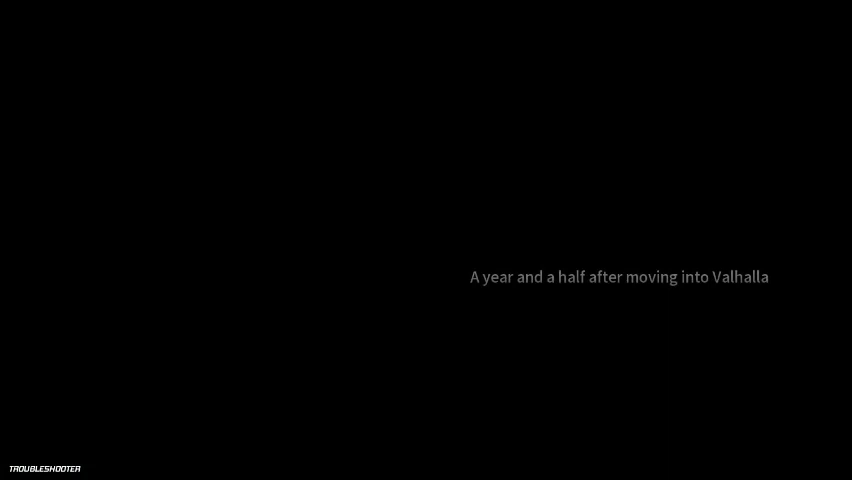 A year and a half after moving into Valhalla
TROUBLESHOOTER